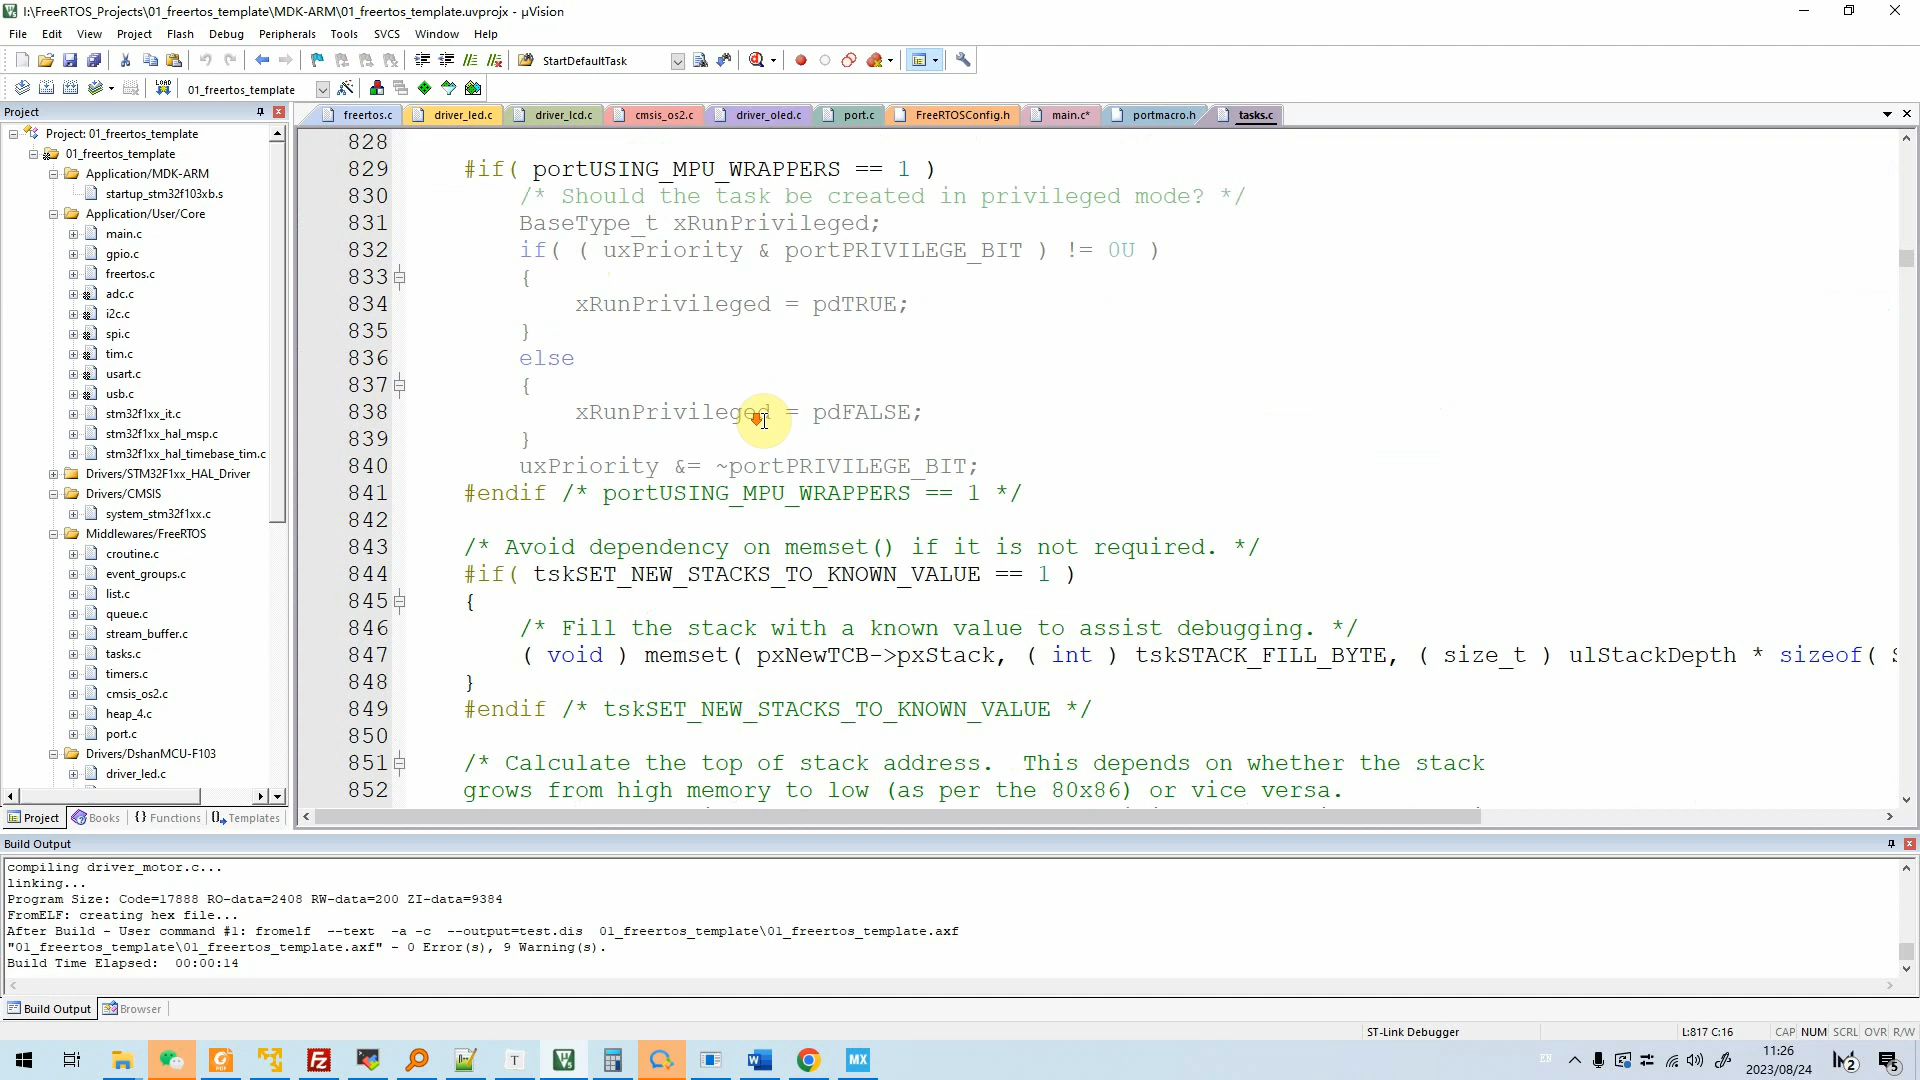 I:\FreeRTOS_Projects\01_freertos_template\MDK-ARM\01_freertos_template.uvprojx - µVision
File Edit View Project Flash Debug Peripherals Tools SVCS Window Help
StartDefaultTask
LOAD 01_freertos_template
Project
freertos.c driver_led.c driver_lcd.c cmsis_os2.c driver_oled.c port.c FreeRTOSConfig.h main.c* portmacro.h tasks.c
Project: 01_freertos_template
01_freertos_template
Application/MDK-ARM
startup_stm32f103xb.s
Application/User/Core
main.c
gpio.c
freertos.c
adc.c
i2c.c
spi.c
tim.c
usart.c
usb.c
stm32f1xx_it.c
stm32f1xx_hal_msp.c
stm32f1xx_hal_timebase_tim.c
Drivers/STM32F1xx_HAL_Driver
Drivers/CMSIS
system_stm32f1xx.c
Middlewares/FreeRTOS
croutine.c
event_groups.c
list.c
queue.c
stream_buffer.c
tasks.c
timers.c
cmsis_os2.c
heap_4.c
port.c
Drivers/DshanMCU-F103
driver_led.c
828
829 #if( portUSING_MPU_WRAPPERS == 1 )
830 /* Should the task be created in privileged mode? */
831 BaseType_t xRunPrivileged;
832 if( ( uxPriority & portPRIVILEGE_BIT ) != 0U )
833 {
834 xRunPrivileged = pdTRUE;
835 }
836 else
837 {
838 xRunPrivileged = pdFALSE;
839 }
840 uxPriority &= ~portPRIVILEGE_BIT;
841 #endif /* portUSING_MPU_WRAPPERS == 1 */
842
843 /* Avoid dependency on memset() if it is not required. */
844 #if( tskSET_NEW_STACKS_TO_KNOWN_VALUE == 1 )
845 {
846 /* Fill the stack with a known value to assist debugging. */
847 ( void ) memset( pxNewTCB->pxStack, ( int ) tskSTACK_FILL_BYTE, ( size_t ) ulStackDepth * sizeof(
848 }
849 #endif /* tskSET_NEW_STACKS_TO_KNOWN_VALUE */
850
851 /* Calculate the top of stack address. This depends on whether the stack
852 grows from high memory to low (as per the 80x86) or vice versa.
Project Books {} Functions Templates
Build Output
compiling driver_motor.c...
linking...
Program Size: Code=17888 RO-data=2408 RW-data=200 ZI-data=9384
FromELF: creating hex file...
After Build - User command #1: fromelf --text -a -c --output=test.dis 01_freertos_template\01_freertos_template.axf
"01_freertos_template\01_freertos_template.axf" - 0 Error(s), 9 Warning(s).
Build Time Elapsed: 00:00:14
Build Output Browser
ST-Link Debugger L:817 C:16 CAP NUM SCRL OVR R/W
MX EN 11:26
2023/08/24 2 5